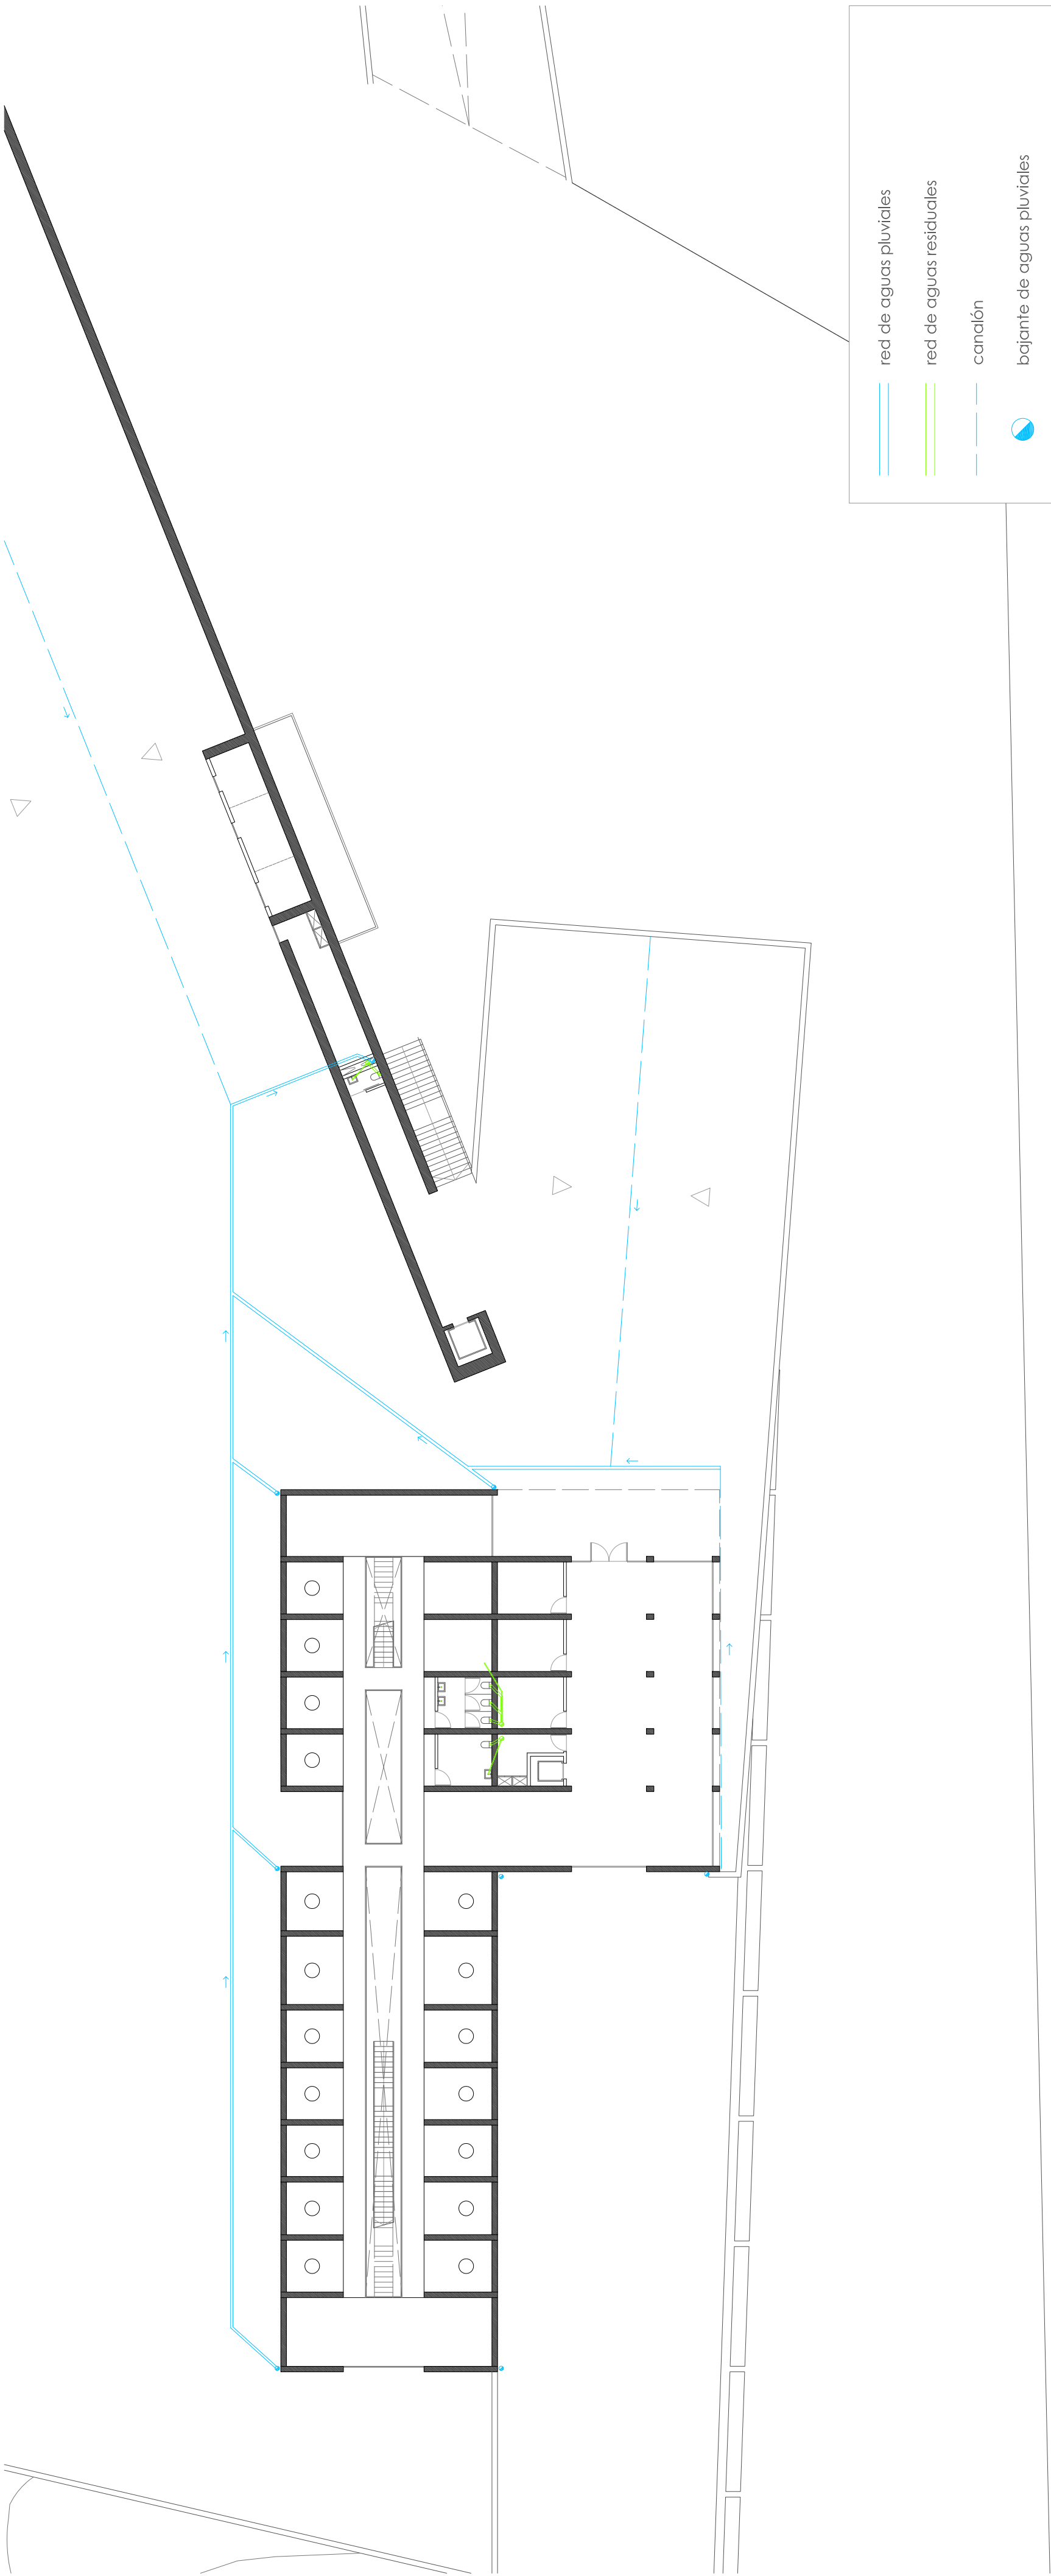 red de aguas pluviales
red de aguas residuales
canalón
bajante de aguas pluviales